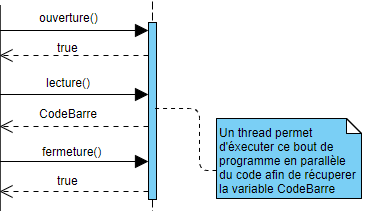 ouverture()
true
lecture()
CodeBarre
fermeture()
true
Un thread permet
d'éxecuter ce bout de
programme en parallèle
du code afin de récuperer
la variable CodeBarre